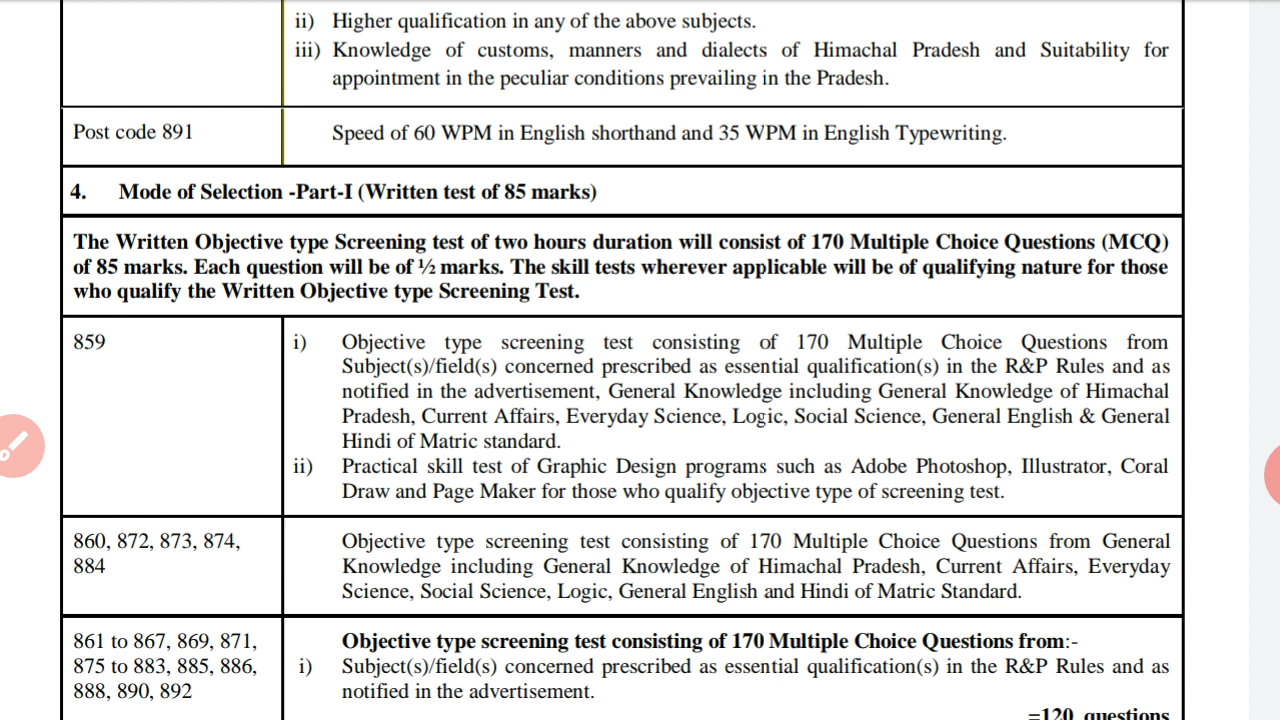 ii) Higher qualification in any of the above subjects.
iii) Knowledge of customs, manners and dialects of Himachal Pradesh and Suitability for
appointment in the peculiar conditions prevailing in the Pradesh.
Post code 891
Speed of 60 WPM in English shorthand and 35 WPM in English Typewriting.
4. Mode of Selection -Part-I (Written test of 85 marks)
The Written Objective type Screening test of two hours duration will consist of 170 Multiple Choice Questions (MCQ)
of 85 marks. Each question will be of ½ marks. The skill tests wherever applicable will be of qualifying nature for those
who qualify the Written Objective type Screening Test.
859
i) Objective type screening test consisting of 170 Multiple Choice Questions from
Subject(s)/field(s) concerned prescribed as essential qualification(s) in the R&P Rules and as
notified in the advertisement, General Knowledge including General Knowledge of Himachal
Pradesh, Current Affairs, Everyday Science, Logic, Social Science, General English & General
Hindi of Matric standard.
ii) Practical skill test of Graphic Design programs such as Adobe Photoshop, Illustrator, Coral
Draw and Page Maker for those who qualify objective type of screening test.
860, 872, 873, 874,
884
Objective type screening test consisting of 170 Multiple Choice Questions from General
Knowledge including General Knowledge of Himachal Pradesh, Current Affairs, Everyday
Science, Social Science, Logic, General English and Hindi of Matric Standard.
861 to 867, 869, 871,
875 to 883, 885, 886,
888, 890, 892
Objective type screening test consisting of 170 Multiple Choice Questions from:-
i) Subject(s)/field(s) concerned prescribed as essential qualification(s) in the R&P Rules and as
notified in the advertisement.
=120 questions